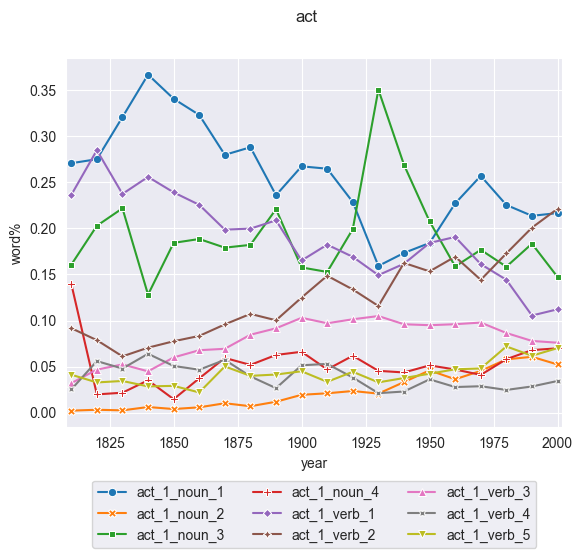 act
0.35
0.30
0.25
0.20
0.15
0.10
0.05
0.00
word%
1825 1850 1875 1900 1925 1950 1975 2000
year
act_1_noun_1 act_1_noun_4 act_1_verb_3
act_1_noun_2 act_1_verb_1 act_1_verb_4
act_1_noun_3 act_1_verb_2 act_1_verb_5